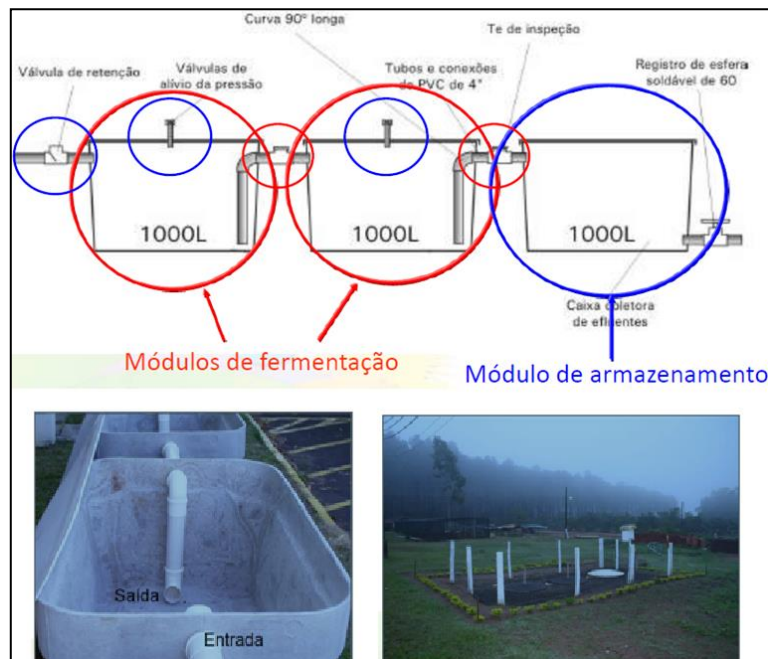 Curva 90º longa
Te de inspeção
Válvula de retenção
Válvulas de
alívio da pressão
Tubos e conexões
de PVC de 4"
Registro de esfera
soldável de 60
1000L
1000L
1000L
Caixa coletora
de efluentes
Módulos de fermentação
Módulo de armazenamento
Saída
Entrada